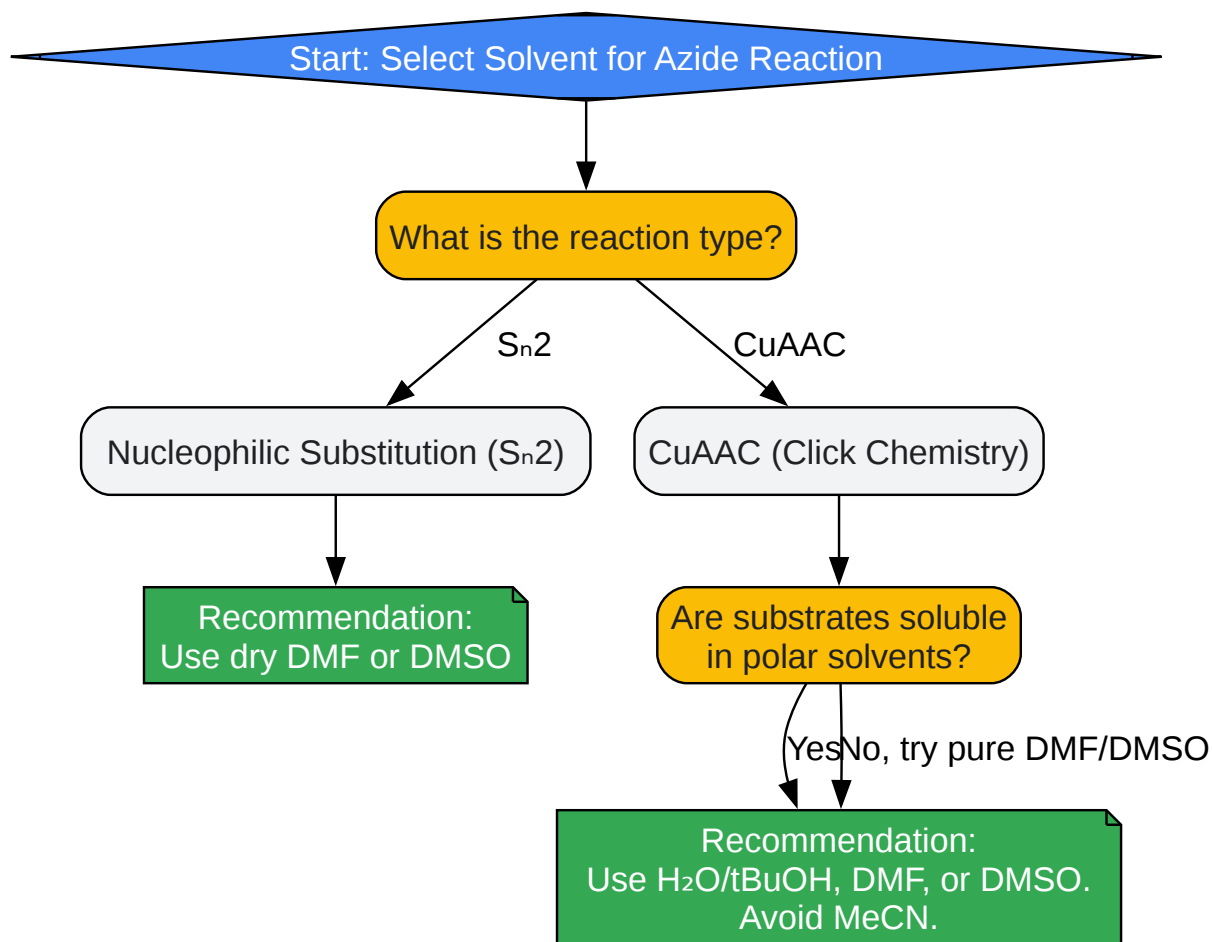 Start: Select Solvent for Azide Reaction
What is the reaction type?
Sₙ2
CuAAC
Nucleophilic Substitution (Sₙ2)
CuAAC (Click Chemistry)
Recommendation:
Use dry DMF or DMSO
Are substrates soluble
in polar solvents?
Yes
No, try pure DMF/DMSO
Recommendation:
Use H₂O/tBuOH, DMF, or DMSO.
Avoid MeCN.